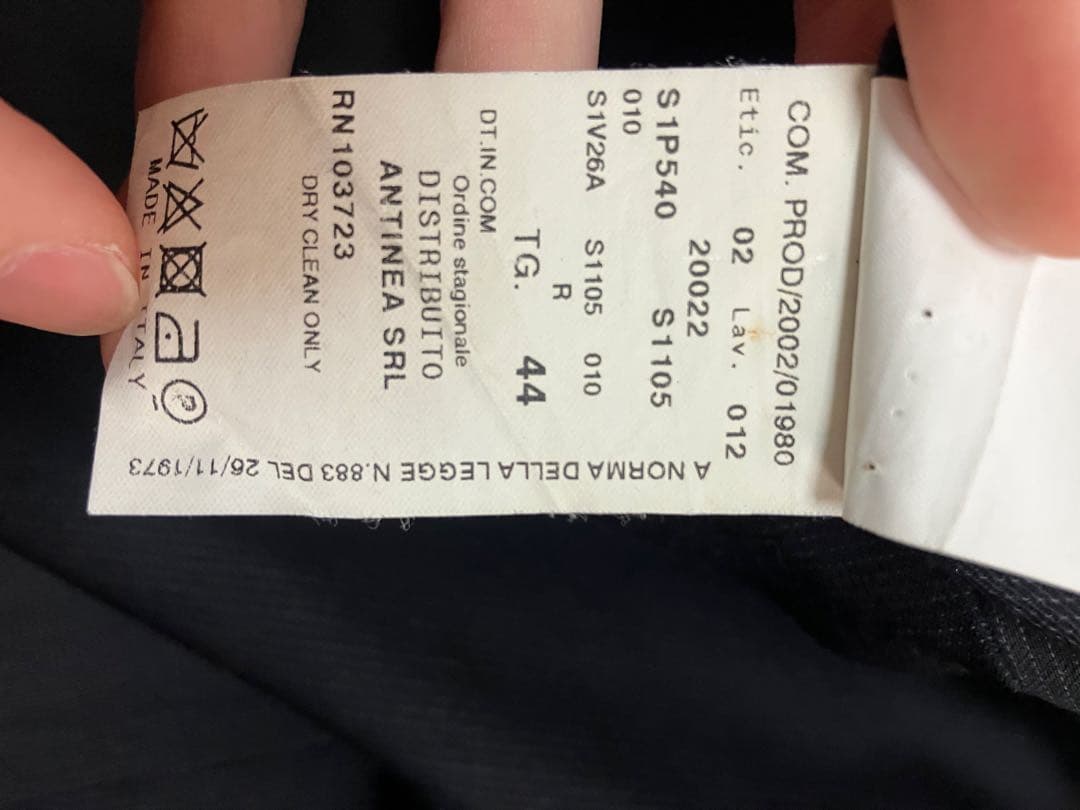 COM. PROD/2002/01980
Etic. 02 Lav. 012
20022
S1P540 S1105
010
S1V26A S1105 010
R
TG. 44
DT.IN.COM
Ordine stagionale
DISTRIBUITO
ANTINEA SRL
RN103723
DRY CLEAN ONLY
P
MADE IN ITALY
A NORMA DELLA LEGGE N.883 DEL 26/11/1973